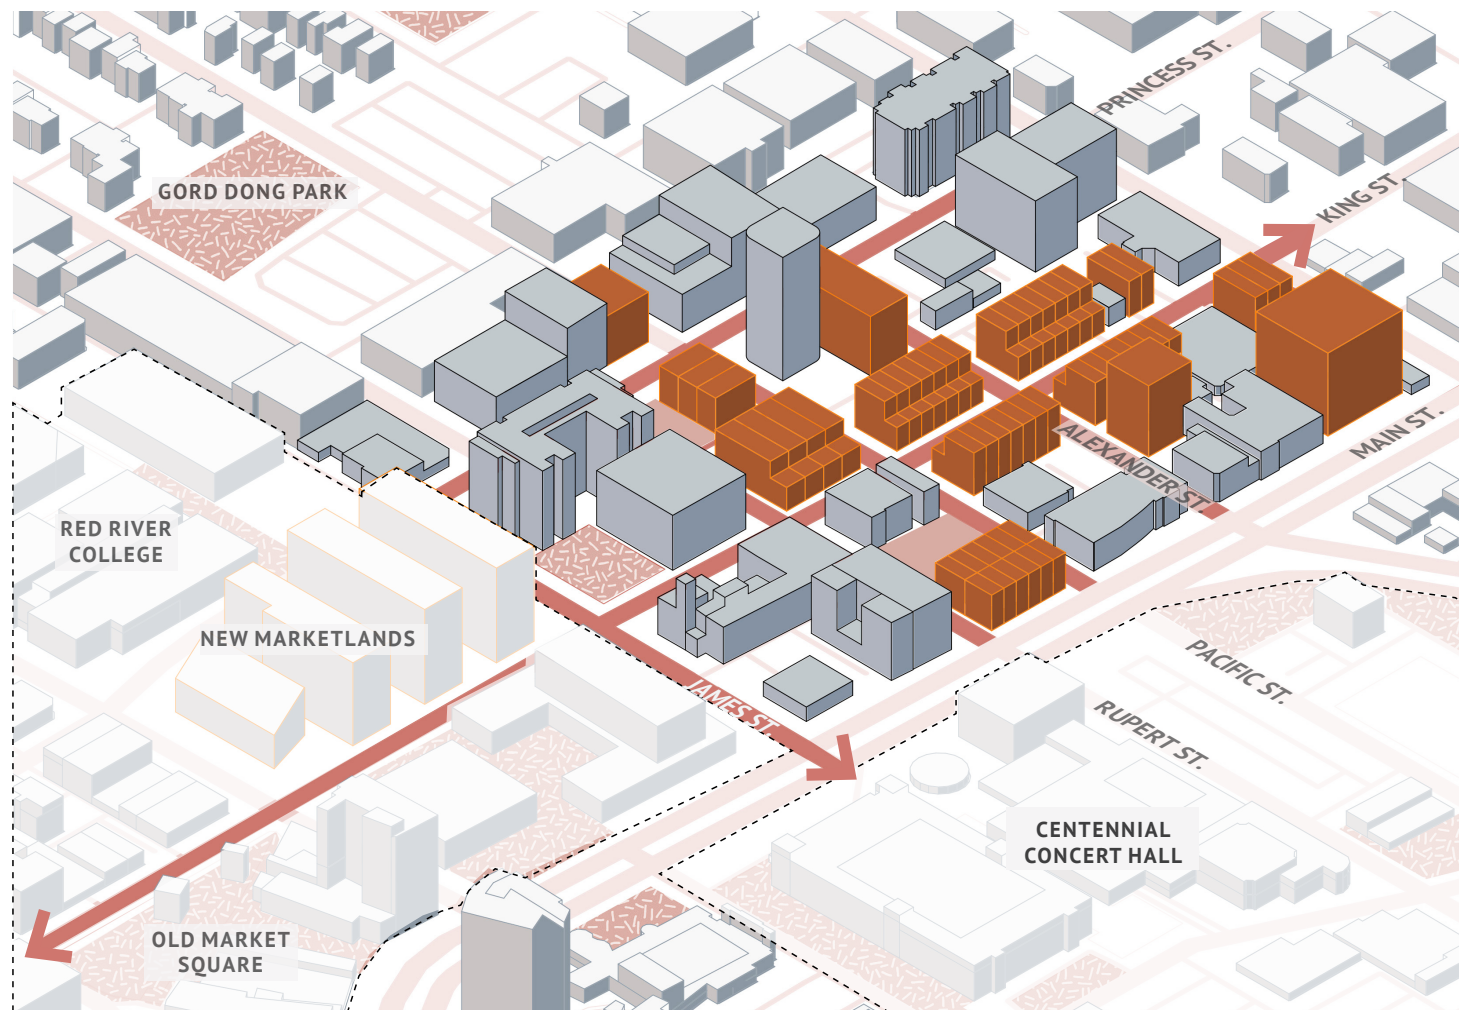 PRINCESS ST.
GORD DONG PARK
KING ST.
MAIN ST.
ALEXANDER ST.
RED RIVER
COLLEGE
NEW MARKETLANDS
JAMES ST.
PACIFIC ST.
RUPERT ST.
CENTENNIAL
CONCERT HALL
OLD MARKET
SQUARE